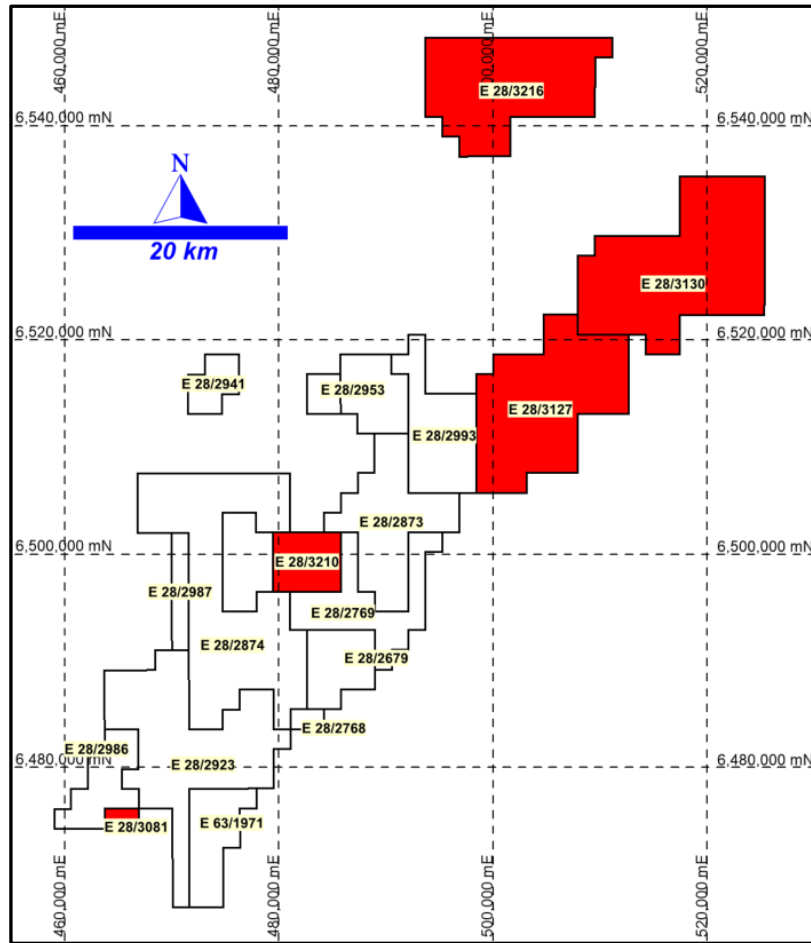 460,000 mE
480,000 mE
500,000 mE
520,000 mE
E 28/3216
6,540,000 mN
6,540,000 mN
N
20 km
E 28/3130
6,520,000 mN
6,520,000 mN
E 28/2941
E 28/2953
E 28/3127
E 28/2993
E 28/2873
6,500,000 mN
6,500,000 mN
E 28/3210
E 28/2987
E 28/2769
E 28/2874
E 28/2679
E 28/2768
E 28/2986
6,480,000 mN
6,480,000 mN
E 28/2923
E 28/3081
E 63/1971
460,000 mE
480,000 mE
500,000 mE
520,000 mE